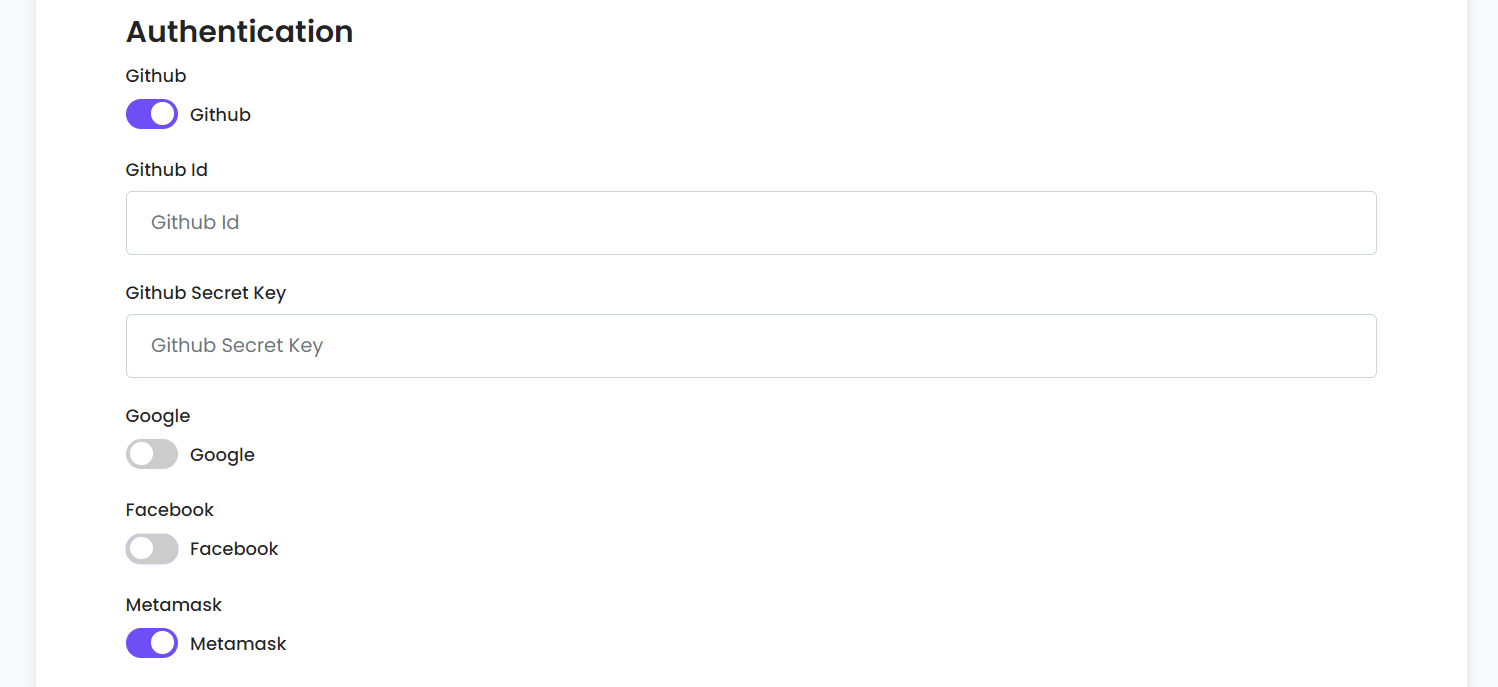 Authentication
Github
Github
Github Id
Github Id
Github Secret Key
Github Secret Key
Google
Google
Facebook
Facebook
Metamask
Metamask